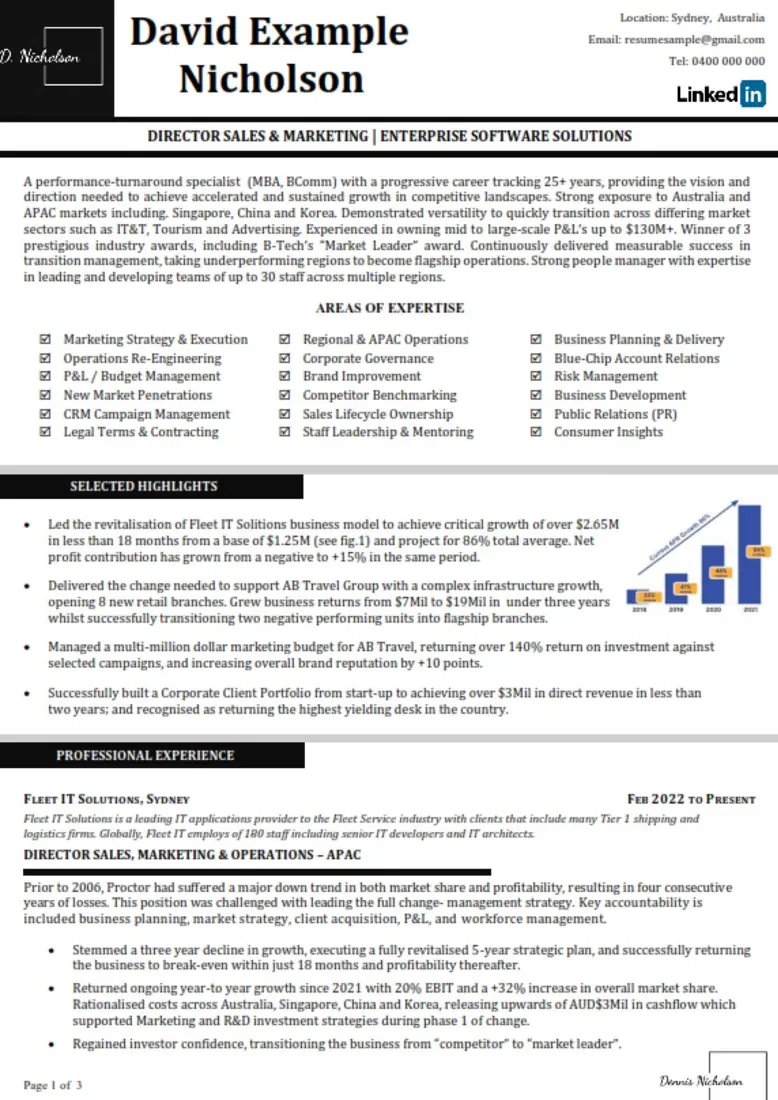 D. Nicholson
David Example
Nicholson
Location: Sydney, Australia
Email: resumesample@gmail.com
Tel: 0400 000 000
Linked in
DIRECTOR SALES & MARKETING | ENTERPRISE SOFTWARE SOLUTIONS
A performance-turnaround specialist (MBA, BComm) with a progressive career tracking 25+ years, providing the vision and
direction needed to achieve accelerated and sustained growth in competitive landscapes. Strong exposure to Australia and
APAC markets including. Singapore, China and Korea. Demonstrated versatility to quickly transition across differing market
sectors such as IT&T, Tourism and Advertising. Experienced in owning mid to large-scale P&L's up to $130M+. Winner of 3
prestigious industry awards, including B-Tech's "Market Leader" award. Continuously delivered measurable success in
transition management, taking underperforming regions to become flagship operations. Strong people manager with expertise
in leading and developing teams of up to 30 staff across multiple regions.
AREAS OF EXPERTISE
☑ Marketing Strategy & Execution ☑ Regional & APAC Operations ☑ Business Planning & Delivery
☑ Operations Re-Engineering ☑ Corporate Governance ☑ Blue-Chip Account Relations
☑ P&L / Budget Management ☑ Brand Improvement ☑ Risk Management
☑ New Market Penetrations ☑ Competitor Benchmarking ☑ Business Development
☑ CRM Campaign Management ☑ Sales Lifecycle Ownership ☑ Public Relations (PR)
☑ Legal Terms & Contracting ☑ Staff Leadership & Mentoring ☑ Consumer Insights
SELECTED HIGHLIGHTS
• Led the revitalisation of Fleet IT Solitions business model to achieve critical growth of over $2.65M
in less than 18 months from a base of $1.25M (see fig.1) and project for 86% total average. Net
profit contribution has grown from a negative to +15% in the same period.
Current APM Growth 86%
2018 2019 2020 2021
• Delivered the change needed to support AB Travel Group with a complex infrastructure growth,
opening 8 new retail branches. Grew business returns from $7Mil to $19Mil in under three years
whilst successfully transitioning two negative performing units into flagship branches.
• Managed a multi-million dollar marketing budget for AB Travel, returning over 140% return on investment against
selected campaigns, and increasing overall brand reputation by +10 points.
• Successfully built a Corporate Client Portfolio from start-up to achieving over $3Mil in direct revenue in less than
two years; and recognised as returning the highest yielding desk in the country.
PROFESSIONAL EXPERIENCE
FLEET IT SOLUTIONS, SYDNEY FEB 2022 TO PRESENT
Fleet IT Solutions is a leading IT applications provider to the Fleet Service industry with clients that include many Tier 1 shipping and
logistics firms. Globally, Fleet IT employs of 180 staff including senior IT developers and IT architects.
DIRECTOR SALES, MARKETING & OPERATIONS – APAC
Prior to 2006, Proctor had suffered a major down trend in both market share and profitability, resulting in four consecutive
years of losses. This position was challenged with leading the full change- management strategy. Key accountability is
included business planning, market strategy, client acquisition, P&L, and workforce management.
• Stemmed a three year decline in growth, executing a fully revitalised 5-year strategic plan, and successfully returning
the business to break-even within just 18 months and profitability thereafter.
• Returned ongoing year-to year growth since 2021 with 20% EBIT and a +32% increase in overall market share.
Rationalised costs across Australia, Singapore, China and Korea, releasing upwards of AUD$3Mil in cashflow which
supported Marketing and R&D investment strategies during phase 1 of change.
• Regained investor confidence, transitioning the business from "competitor" to "market leader".
Page 1 of 3
Dennis Nicholson